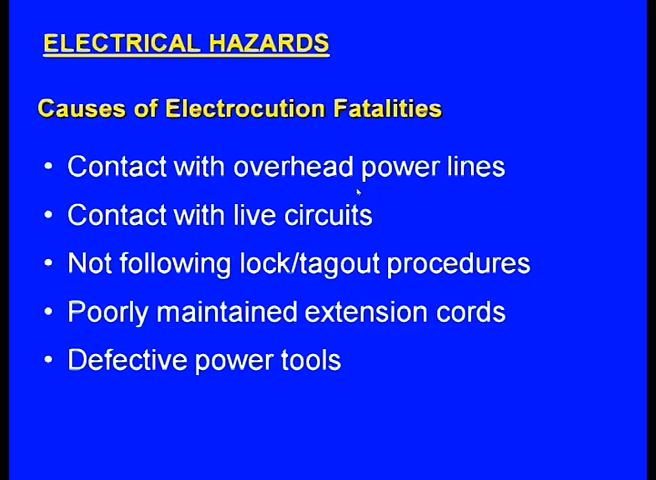 ELECTRICAL HAZARDS
Causes of Electrocution Fatalities
• Contact with overhead power lines
• Contact with live circuits
• Not following lock/tagout procedures
• Poorly maintained extension cords
• Defective power tools